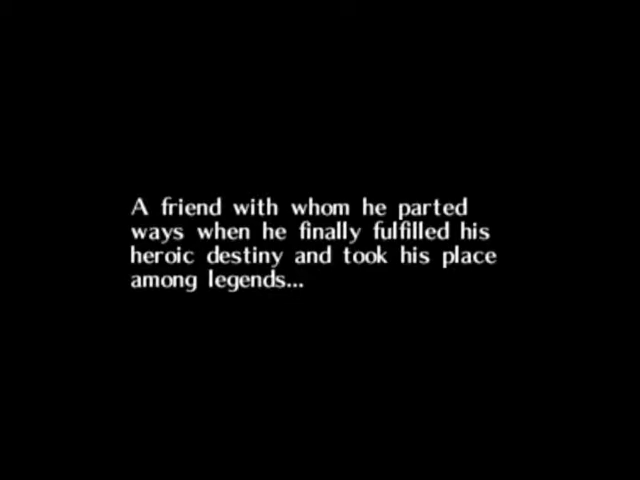 A friend with whom he parted
ways when he finally fulfilled his
heroic destiny and took his place
among legends...